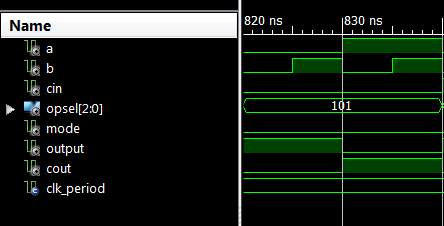 Name
820 ns
830 ns
a
b
cin
opsel[2:0]
101
mode
output
cout
clk_period